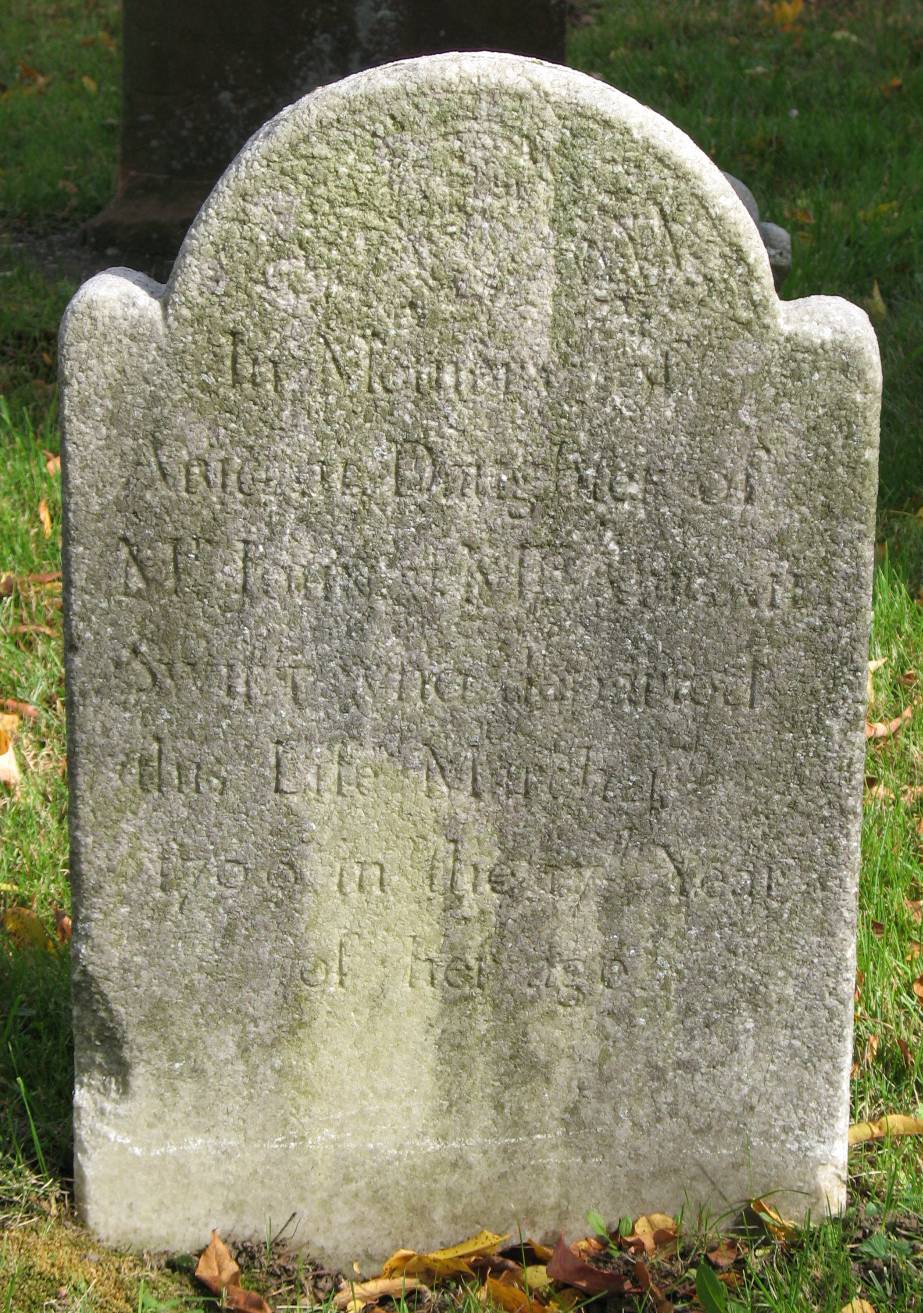 In Memory of
Daughter of
Mr John & Mrs
Swift who departed
this Life March
in the 17th Year
of her age